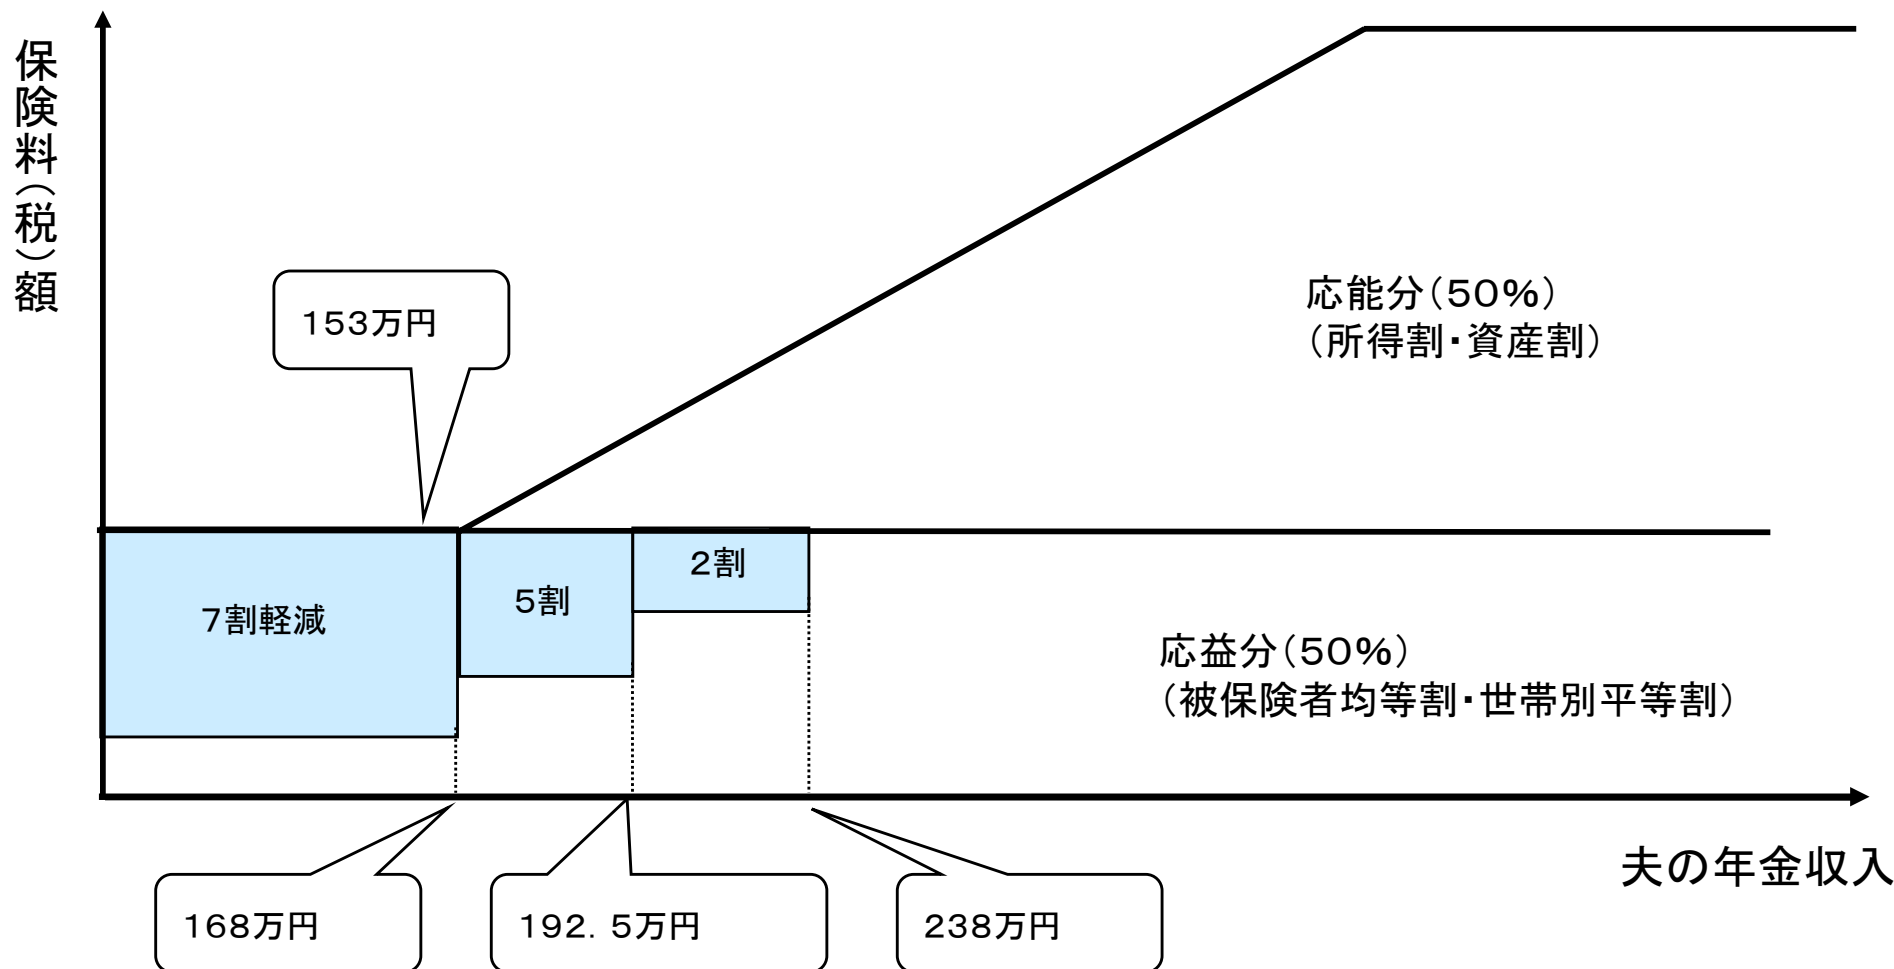 保険料（税）額
153万円
応能分（50％）
（所得割・資産割）
7割軽減
5割
2割
応益分（50％）
（被保険者均等割・世帯別平等割）
夫の年金収入
168万円
192．5万円
238万円